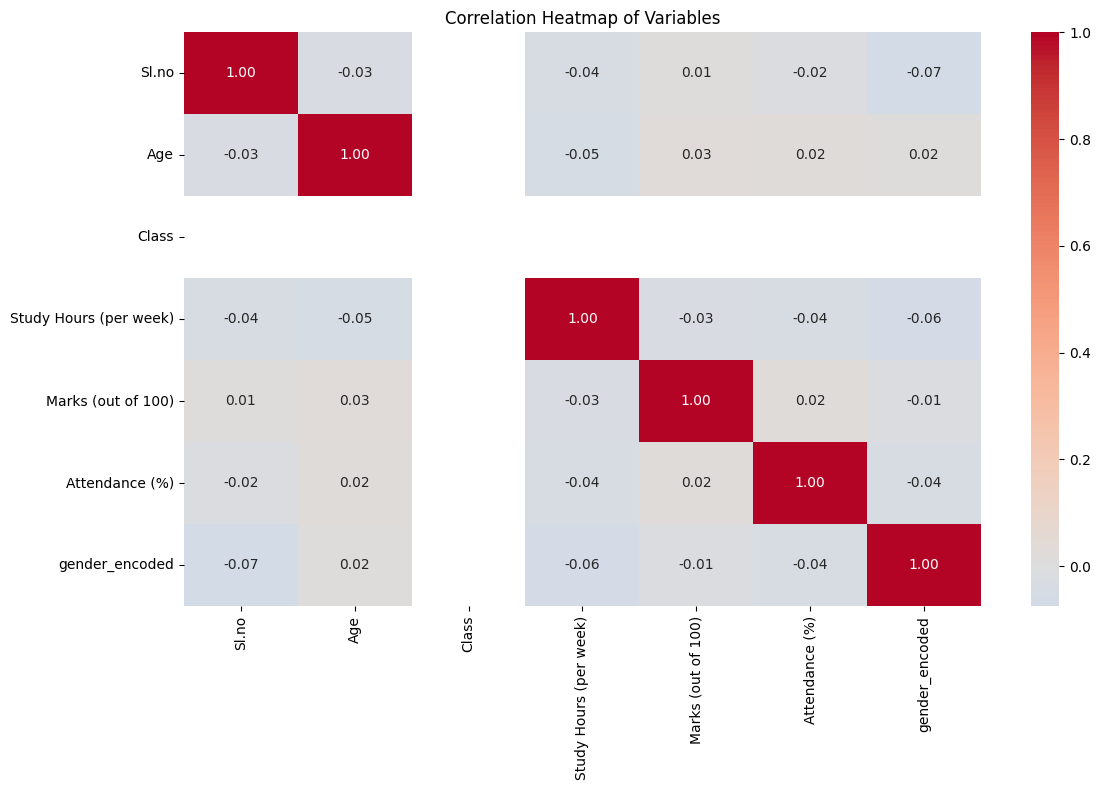 Correlation Heatmap of Variables
Sl.no 1.00 -0.03 -0.04 0.01 -0.02 -0.07
Age -0.03 1.00 -0.05 0.03 0.02 0.02
Class
Study Hours (per week) -0.04 -0.05 1.00 -0.03 -0.04 -0.06
Marks (out of 100) 0.01 0.03 -0.03 1.00 0.02 -0.01
Attendance (%) -0.02 0.02 -0.04 0.02 1.00 -0.04
gender_encoded -0.07 0.02 -0.06 -0.01 -0.04 1.00
Sl.no
Age
Class
Study Hours (per week)
Marks (out of 100)
Attendance (%)
gender_encoded
1.0
0.8
0.6
0.4
0.2
0.0